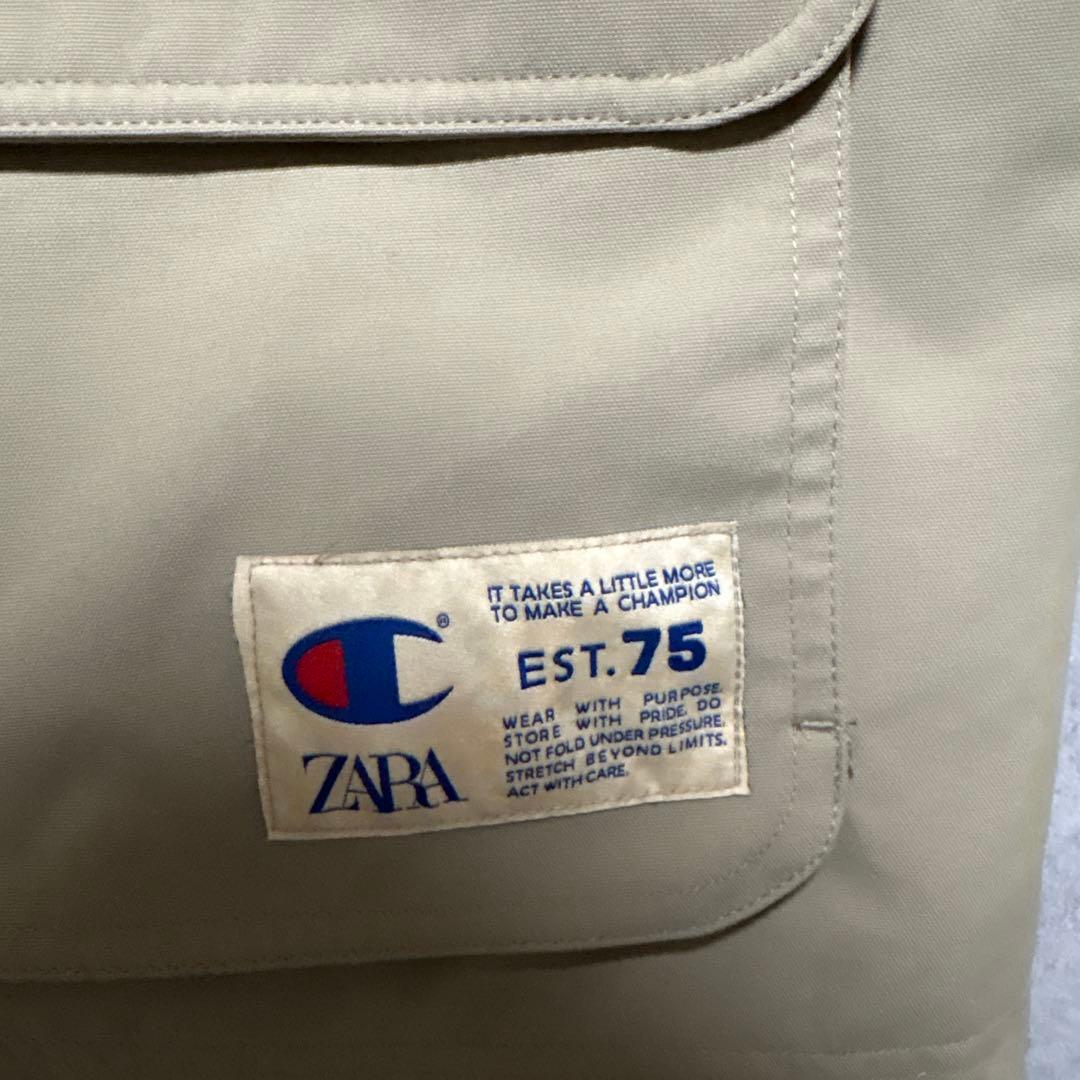 IT TAKES A LITTLE MORE
TO MAKE A CHAMPION
EST. 75
WEAR WITH PURPOSE.
STORE WITH PRIDE. DO
NOT FOLD UNDER PRESSURE.
STRETCH BEYOND LIMITS.
ACT WITH CARE.
®
ZARA